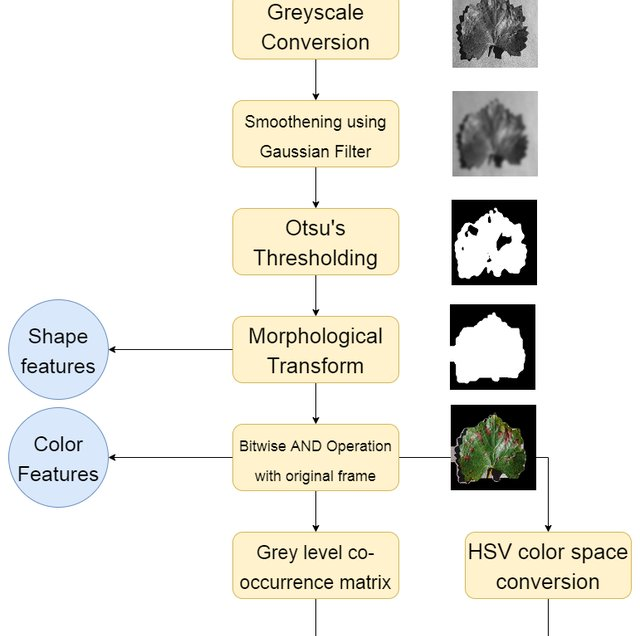 Greyscale
Conversion
Smoothening using
Gaussian Filter
Otsu's
Thresholding
Shape
features
Morphological
Transform
Color
Features
Bitwise AND Operation
with original frame
Grey level co-
occurrence matrix
HSV color space
conversion